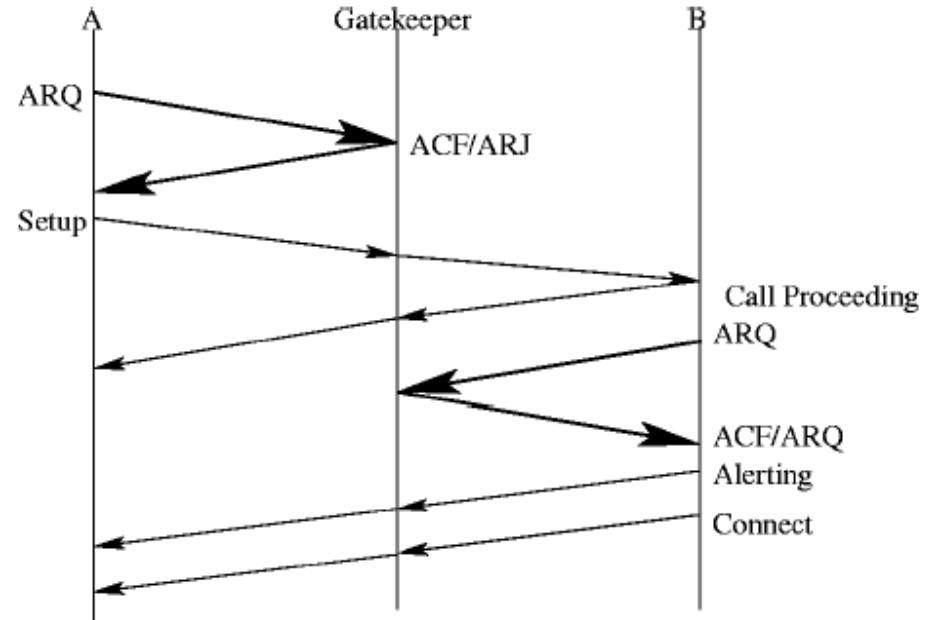 A
Gatekeeper
B
ARQ
ACF/ARJ
Setup
Call Proceeding
ARQ
ACF/ARQ
Alerting
Connect